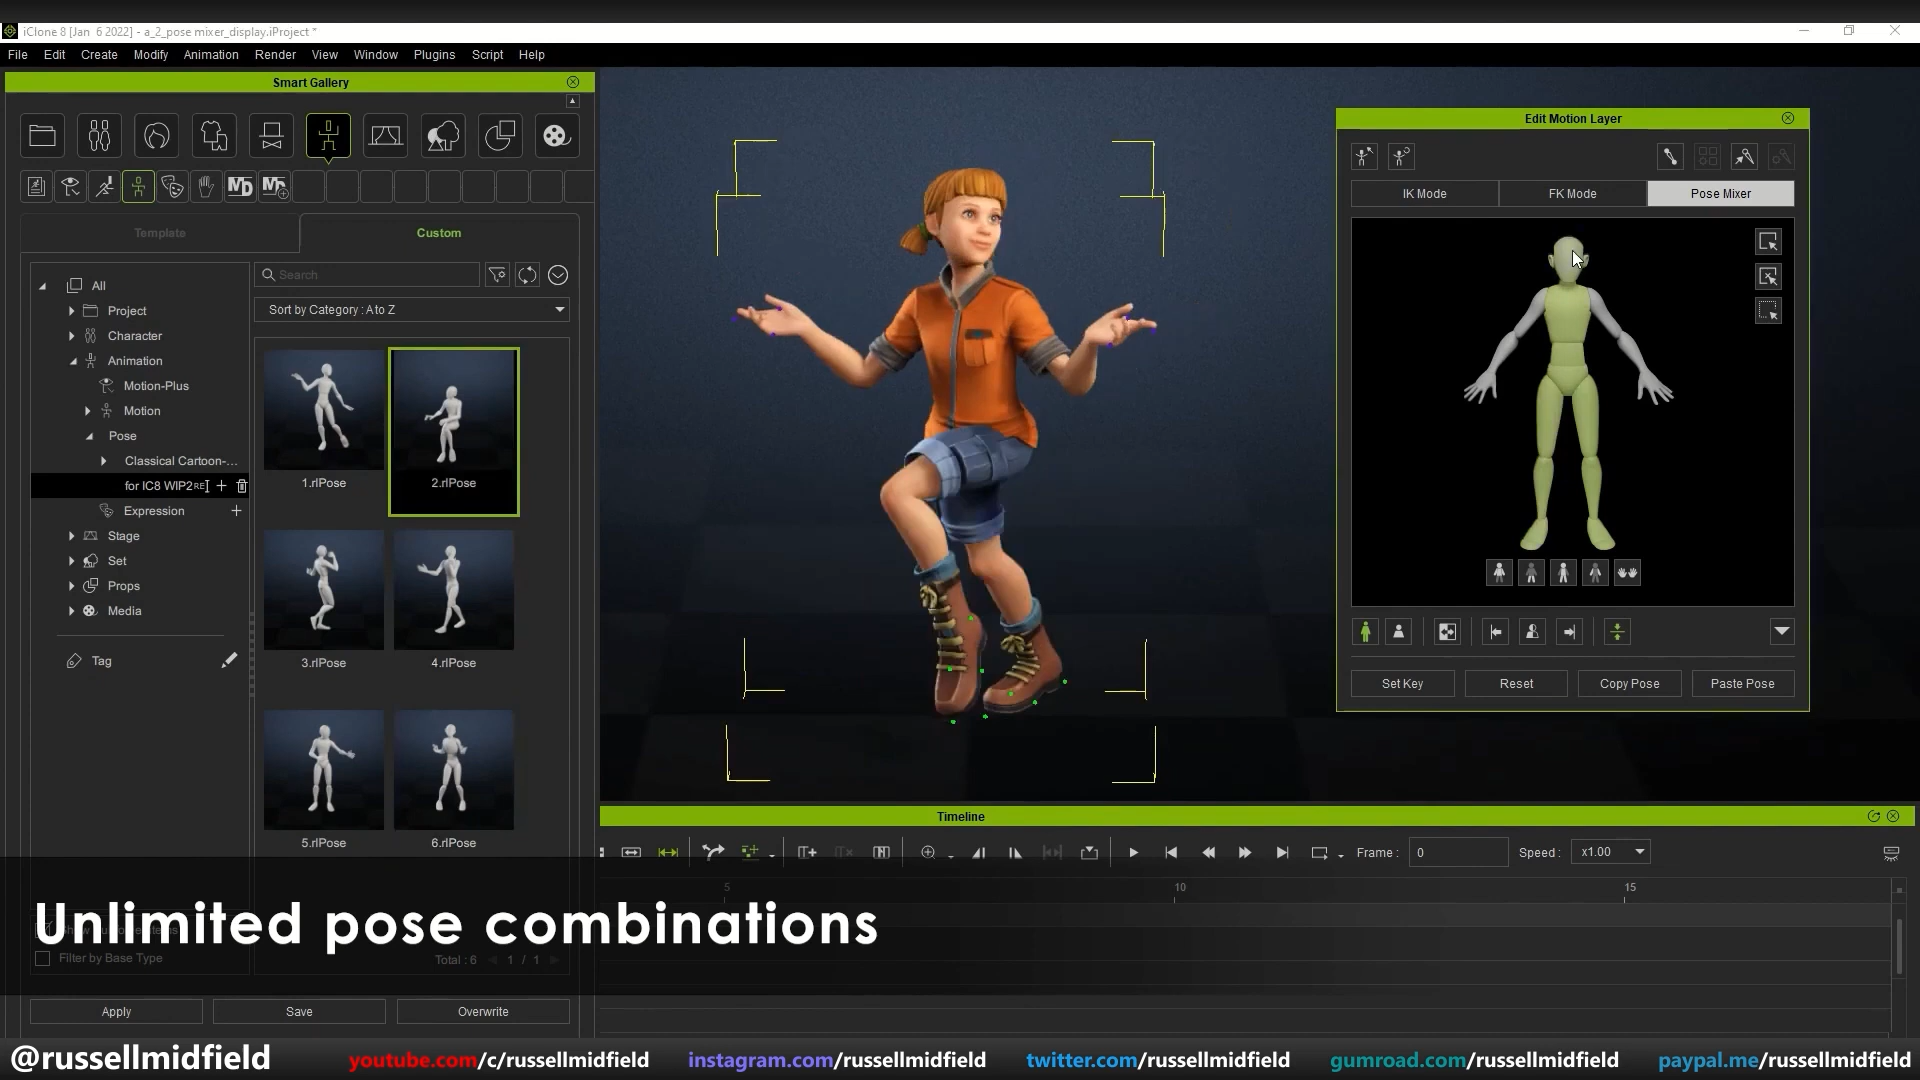 iClone 8 [Jan 6 2022] - a_2_pose mixer_display.iProject *
File Edit Create Modify Animation Render View Window Plugins Script Help
Smart Gallery
MD MD
Template Custom
All
Project
Character
Animation
Motion-Plus
Motion
Pose
Classical Cartoon-...
for IC8 WIP2
Expression
Stage
Set
Props
Media
Tag
Search
Sort by Category : A to Z
1.rlPose 2.rlPose
3.rlPose 4.rlPose
5.rlPose 6.rlPose
Filter by Base Type
Total : 6 1 / 1
Apply Save Overwrite
Edit Motion Layer
IK Mode FK Mode Pose Mixer
Set Key Reset Copy Pose Paste Pose
Timeline
Frame : 0 Speed : x1.00
5 10 15
Unlimited pose combinations
@russellmidfield youtube.com/c/russellmidfield instagram.com/russellmidfield twitter.com/russellmidfield gumroad.com/russellmidfield paypal.me/russellmidfield